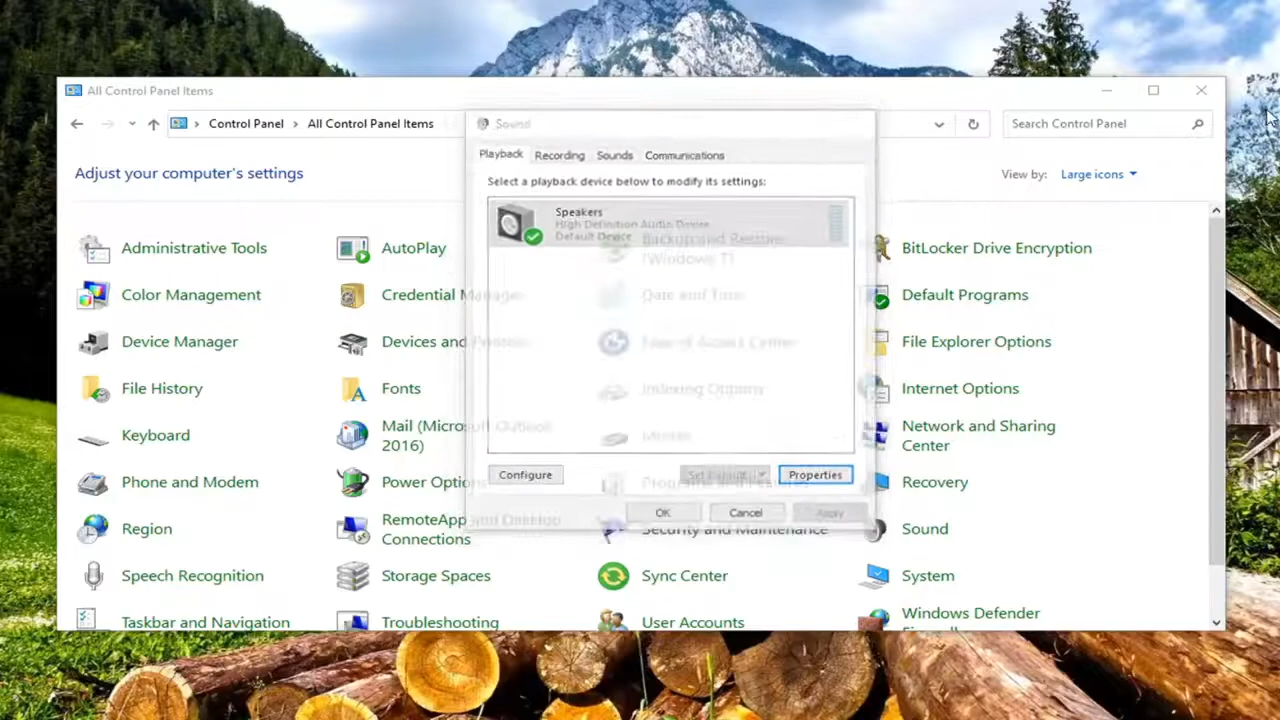 All Control Panel Items
Control Panel > All Control Panel Items
Search Control Panel
Sound
Playback Recording Sounds Communications
Adjust your computer's settings
View by: Large icons
Select a playback device below to modify its settings:
Speakers
High Definition Audio Device
Default Device
Administrative Tools
AutoPlay
Backup and Restore
(Windows 7)
BitLocker Drive Encryption
Color Management
Credential Manager
Date and Time
Default Programs
Device Manager
Devices and Printers
Ease of Access Center
File Explorer Options
File History
Fonts
Indexing Options
Internet Options
Keyboard
Mail (Microsoft Outlook
2016)
Mouse
Network and Sharing
Center
Configure
Set Default
Properties
Phone and Modem
Power Options
Programs and Features
Recovery
OK
Cancel
Apply
Region
RemoteApp and Desktop
Connections
Security and Maintenance
Sound
Speech Recognition
Storage Spaces
Sync Center
System
Taskbar and Navigation
Troubleshooting
User Accounts
Windows Defender
Firewall